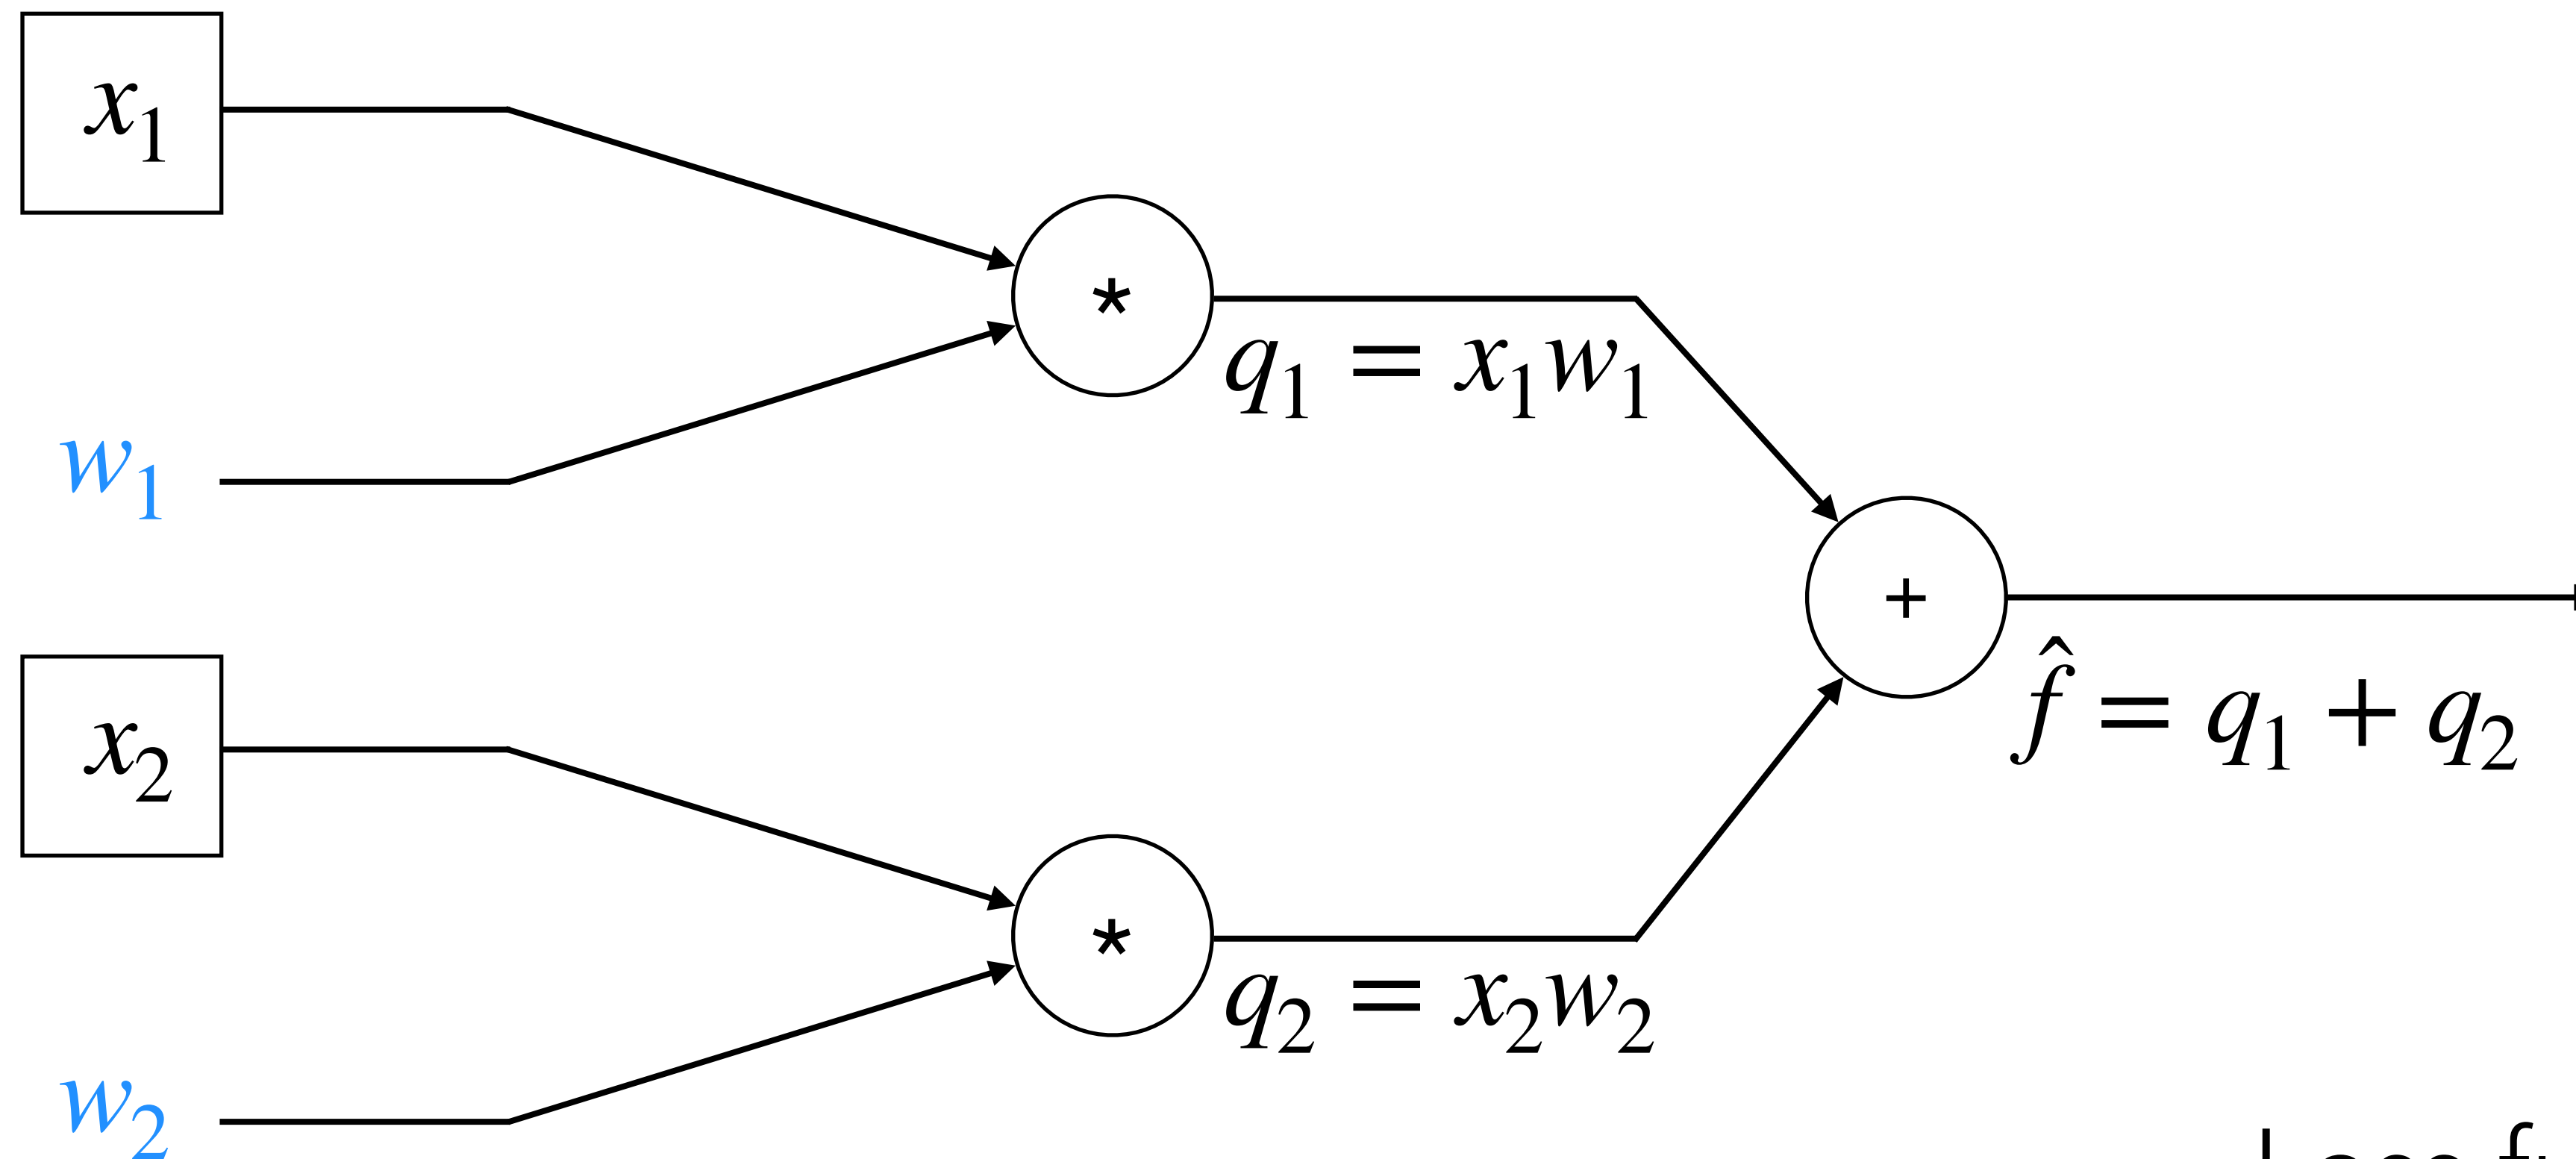 x₁
*
q₁ = x₁w₁
w₁
+
f̂ = q₁ + q₂
x₂
*
q₂ = x₂w₂
w₂